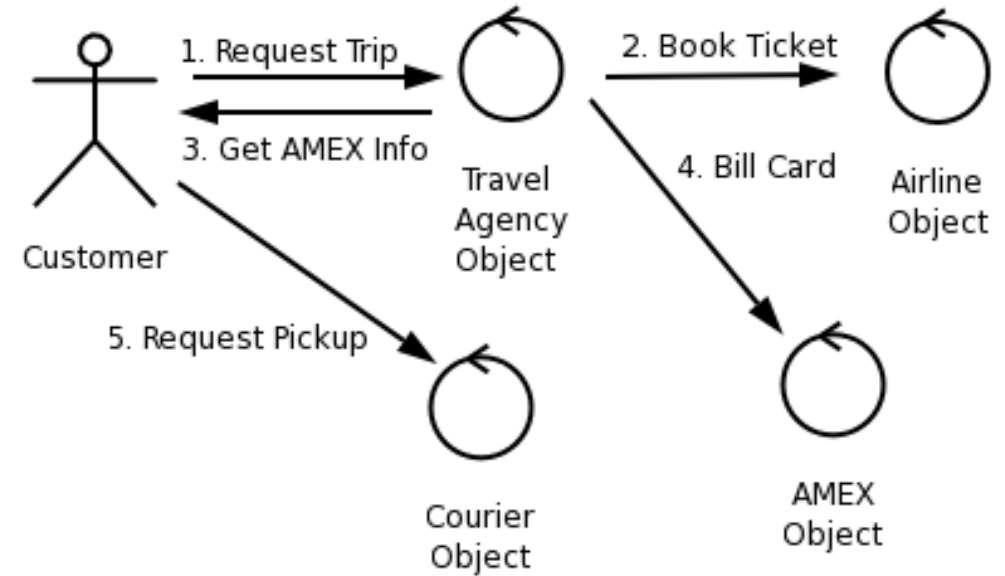 1. Request Trip
2. Book Ticket
3. Get AMEX Info
4. Bill Card
Travel
Agency
Object
Airline
Object
Customer
5. Request Pickup
Courier
Object
AMEX
Object